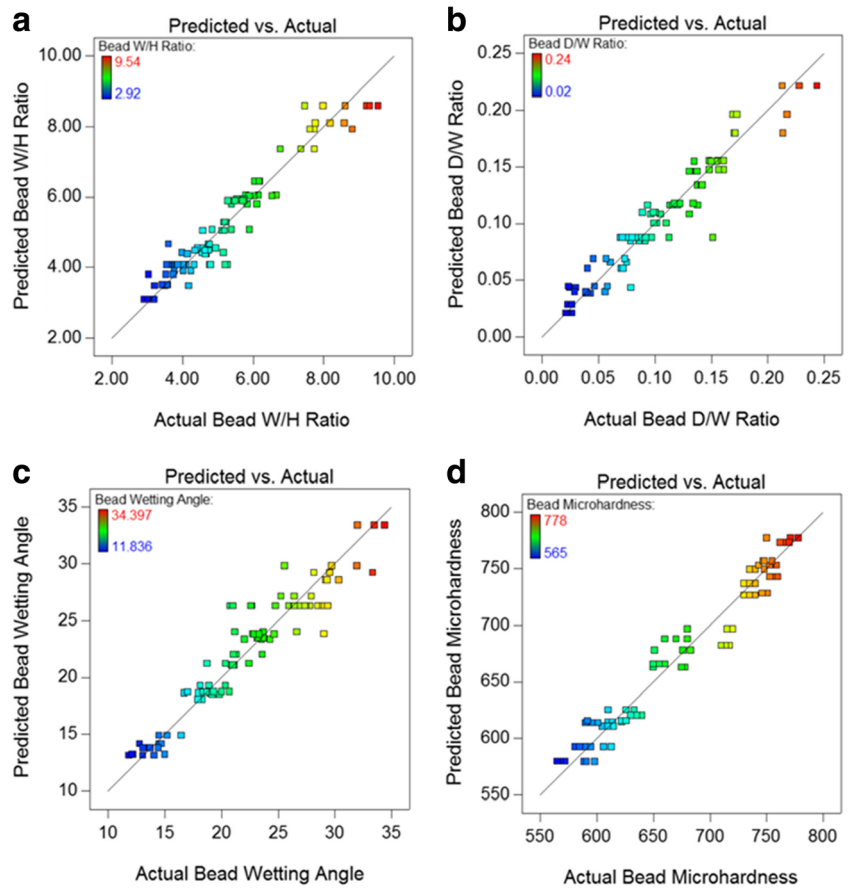 a
Predicted vs. Actual
Bead W/H Ratio:
9.54
2.92
Predicted Bead W/H Ratio
10.00
8.00
6.00
4.00
2.00
2.00 4.00 6.00 8.00 10.00
Actual Bead W/H Ratio
b
Predicted vs. Actual
Bead D/W Ratio:
0.24
0.02
Predicted Bead D/W Ratio
0.25
0.20
0.15
0.10
0.05
0.00
0.00 0.05 0.10 0.15 0.20 0.25
Actual Bead D/W Ratio
c
Predicted vs. Actual
Bead Wetting Angle:
34.397
11.836
Predicted Bead Wetting Angle
35
30
25
20
15
10
10 15 20 25 30 35
Actual Bead Wetting Angle
d
Predicted vs. Actual
Bead Microhardness:
778
565
Predicted Bead Microhardness
800
750
700
650
600
550
550 600 650 700 750 800
Actual Bead Microhardness